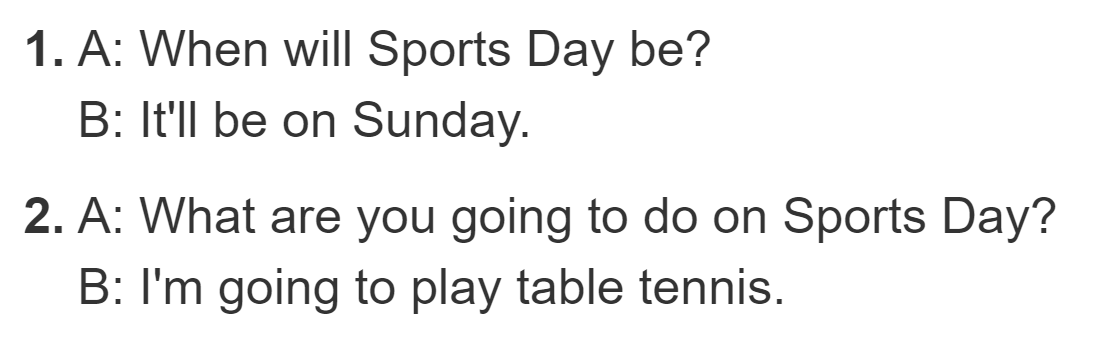 1. A: When will Sports Day be?
B: It'll be on Sunday.
2. A: What are you going to do on Sports Day?
B: I'm going to play table tennis.